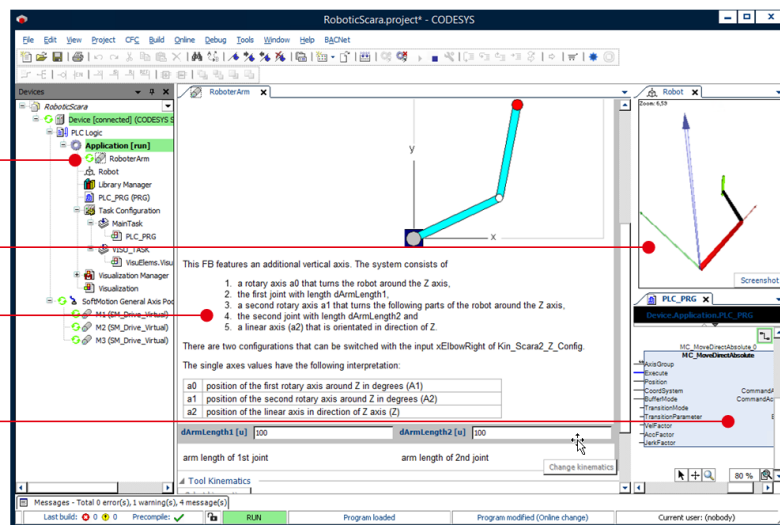 RoboticScara.project* - CODESYS
File Edit View Project CFC Build Online Debug Tools Window Help BACNet
Devices
RoboticScara
Device [connected] (CODESYS S
PLC Logic
Application [run]
RoboterArm
Robot
Library Manager
PLC_PRG (PRG)
Task Configuration
MainTask
PLC_PRG
VISU_TASK
VisuElems.Visu
Visualization Manager
Visualization
SoftMotion General Axis Poo
M1 (SM_Drive_Virtual)
M2 (SM_Drive_Virtual)
M3 (SM_Drive_Virtual)
RoboterArm
y
x
This FB features an additional vertical axis. The system consists of
1. a rotary axis a0 that turns the robot around the Z axis,
2. the first joint with length dArmLength1,
3. a second rotary axis a1 that turns the following parts of the robot around the Z axis,
4. the second joint with length dArmLength2 and
5. a linear axis (a2) that is orientated in direction of Z.
There are two configurations that can be switched with the input xElbowRight of Kin_Scara2_Z_Config.
The single axes values have the following interpretation:
a0 position of the first rotary axis around Z in degrees (A1)
a1 position of the second rotary axis around Z in degrees (A2)
a2 position of the linear axis in direction of Z axis (Z)
dArmLength1 [u] 100 dArmLength2 [u] 100
arm length of 1st joint arm length of 2nd joint
Change kinematics
Tool Kinematics
Robot
Zoom: 6,59
Screenshot
PLC_PRG
Device.Application.PLC_PRG
MC_MoveDirectAbsolute_0
MC_MoveDirectAbsolute
AxisGroup
Execute
Position
CoordSystem CommandA
BufferMode CommandAc
TransitionMode
TransitionParameter E
VelFactor
AccFactor
JerkFactor
80 %
Messages - Total 0 error(s), 1 warning(s), 4 message(s)
Last build: 0 0 Precompile: RUN Program loaded Program modified (Online change) Current user: (nobody)